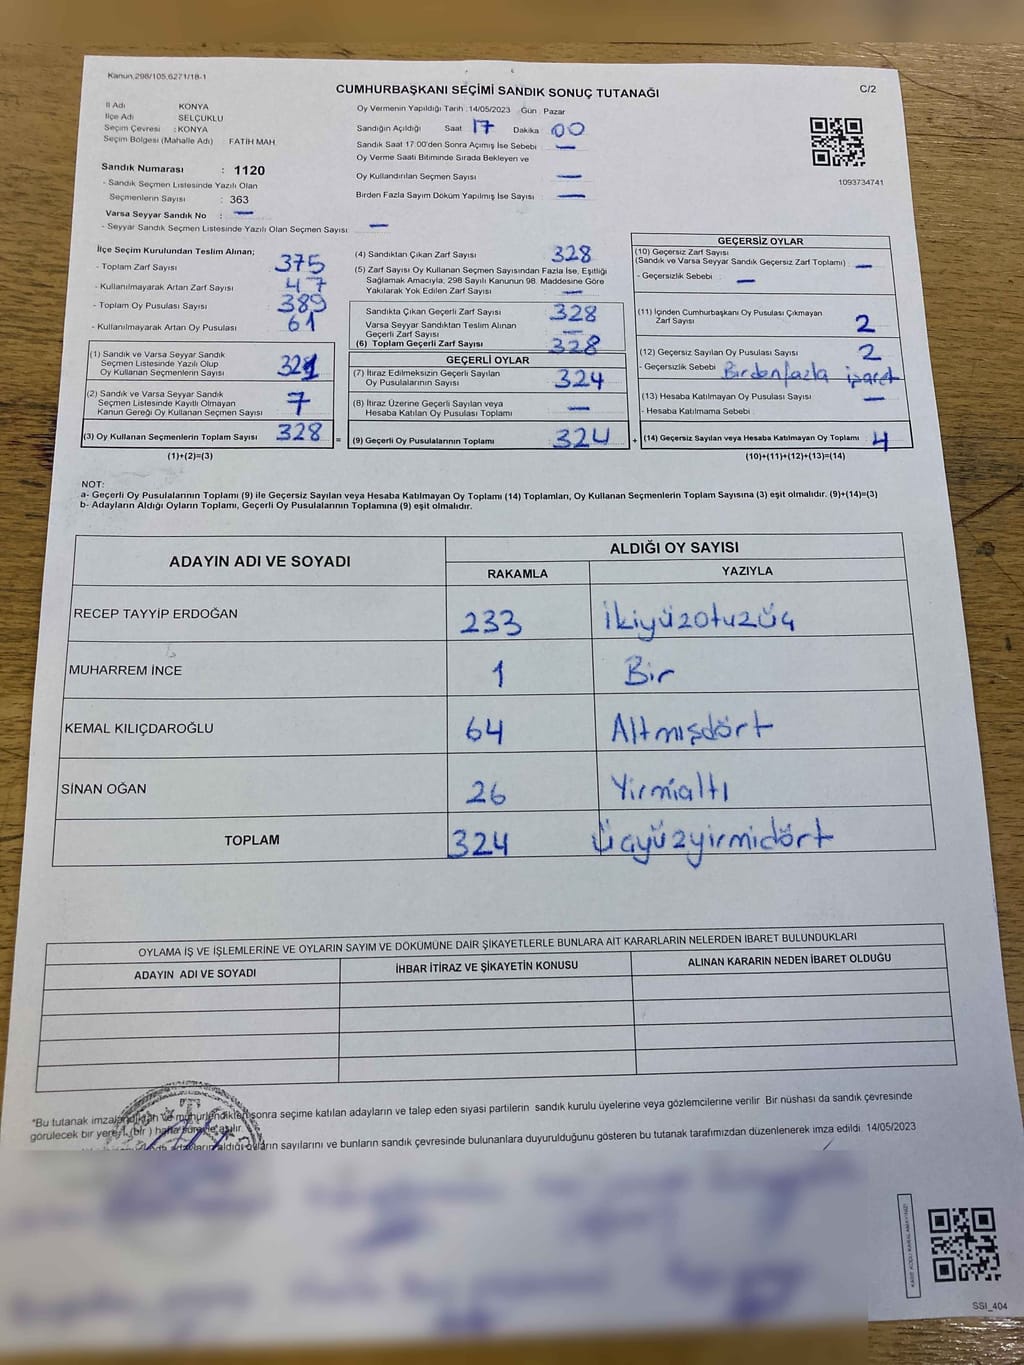 Kanun.298/105,6271/18-1
CUMHURBAŞKANI SEÇİMİ SANDIK SONUÇ TUTANAĞI
C/2
İl Adı KONYA
İlçe Adı SELÇUKLU
Seçim Çevresi : KONYA
Seçim Bölgesi (Mahalle Adı) FATİH MAH.
Oy Vermenin Yapıldığı Tarih :14/05/2023 Gün : Pazar
Sandığın Açıldığı Saat 17 Dakika 00
Sandık Saat 17:00'den Sonra Açımış İse Sebebi —
Oy Verme Saati Bitiminde Sırada Bekleyen ve
Oy Kullandırılan Seçmen Sayısı —
Birden Fazla Sayım Döküm Yapılmış İse Sayısı —
1093734741
Sandık Numarası : 1120
- Sandık Seçmen Listesinde Yazılı Olan
Seçmenlerin Sayısı : 363
Varsa Seyyar Sandık No : —
- Seyyar Sandık Seçmen Listesinde Yazılı Olan Seçmen Sayısı: —
İlçe Seçim Kurulundan Teslim Alınan;
- Toplam Zarf Sayısı 375
- Kullanılmayarak Artan Zarf Sayısı 47
- Toplam Oy Pusulası Sayısı 389
- Kullanılmayarak Artan Oy Pusulası 61
(1) Sandık ve Varsa Seyyar Sandık
Seçmen Listesinde Yazılı Olup
Oy Kullanan Seçmenlerin Sayısı 321
(2) Sandık ve Varsa Seyyar Sandık
Seçmen Listesinde Kayıtlı Olmayan
Kanun Gereği Oy Kullanan Seçmen Sayısı 7
(3) Oy Kullanan Seçmenlerin Toplam Sayısı 328 =
(1)+(2)=(3)
(4) Sandıktan Çıkan Zarf Sayısı 328
(5) Zarf Sayısı Oy Kullanan Seçmen Sayısından Fazla İse, Eşitliği
Sağlamak Amacıyla, 298 Sayılı Kanunun 98. Maddesine Göre
Yakılarak Yok Edilen Zarf Sayısı —
Sandıkta Çıkan Geçerli Zarf Sayısı 328
Varsa Seyyar Sandıktan Teslim Alınan
Geçerli Zarf Sayısı —
(6) Toplam Geçerli Zarf Sayısı 328
GEÇERLİ OYLAR
(7) İtiraz Edilmeksizin Geçerli Sayılan
Oy Pusulalarının Sayısı 324
(8) İtiraz Üzerine Geçerli Sayılan veya
Hesaba Katılan Oy Pusulası Toplamı —
(9) Geçerli Oy Pusulalarının Toplamı 324 +
GEÇERSİZ OYLAR
(10) Geçersiz Zarf Sayısı
(Sandık ve Varsa Seyyar Sandık Geçersiz Zarf Toplamı) —
- Geçersizlik Sebebi : —
(11) İçinden Cumhurbaşkanı Oy Pusulası Çıkmayan
Zarf Sayısı 2
(12) Geçersiz Sayılan Oy Pusulası Sayısı 2
- Geçersizlik Sebebi : Birdenfazla işaret
(13) Hesaba Katılmayan Oy Pusulası Sayısı —
- Hesaba Katılmama Sebebi :
(14) Geçersiz Sayılan veya Hesaba Katılmayan Oy Toplamı : 4
(10)+(11)+(12)+(13)=(14)
NOT:
a- Geçerli Oy Pusulalarının Toplamı (9) ile Geçersiz Sayılan veya Hesaba Katılmayan Oy Toplamı (14) Toplamları, Oy Kullanan Seçmenlerin Toplam Sayısına (3) eşit olmalıdır. (9)+(14)=(3)
b- Adayların Aldığı Oyların Toplamı, Geçerli Oy Pusulalarının Toplamına (9) eşit olmalıdır.
ADAYIN ADI VE SOYADI ALDIĞI OY SAYISI
RAKAMLA YAZIYLA
RECEP TAYYİP ERDOĞAN 233 İkiyüzotuzüç
MUHARREM İNCE 1 Bir
KEMAL KILIÇDAROĞLU 64 Altmışdört
SİNAN OĞAN 26 Yirmialtı
TOPLAM 324 Üçyüzyirmidört
OYLAMA İŞ VE İŞLEMLERİNE VE OYLARIN SAYIM VE DÖKÜMÜNE DAİR ŞİKAYETLERLE BUNLARA AİT KARARLARIN NELERDEN İBARET BULUNDUKLARI
ADAYIN ADI VE SOYADI İHBAR İTİRAZ VE ŞİKAYETİN KONUSU ALINAN KARARIN NEDEN İBARET OLDUĞU
"Bu tutanak imzalandıktan ve mühürlendikten sonra seçime katılan adayların ve talep eden siyasi partilerin sandık kurulu üyelerine veya gözlemcilerine verilir. Bir nüshası da sandık çevresinde
görülecek bir yere (bir) hafta süreyle asılır.
aldığı oyların sayılarını ve bunların sandık çevresinde bulunanlara duyurulduğunu gösteren bu tutanak tarafımızdan düzenlenerek imza edildi. 14/05/2023
SSI_404